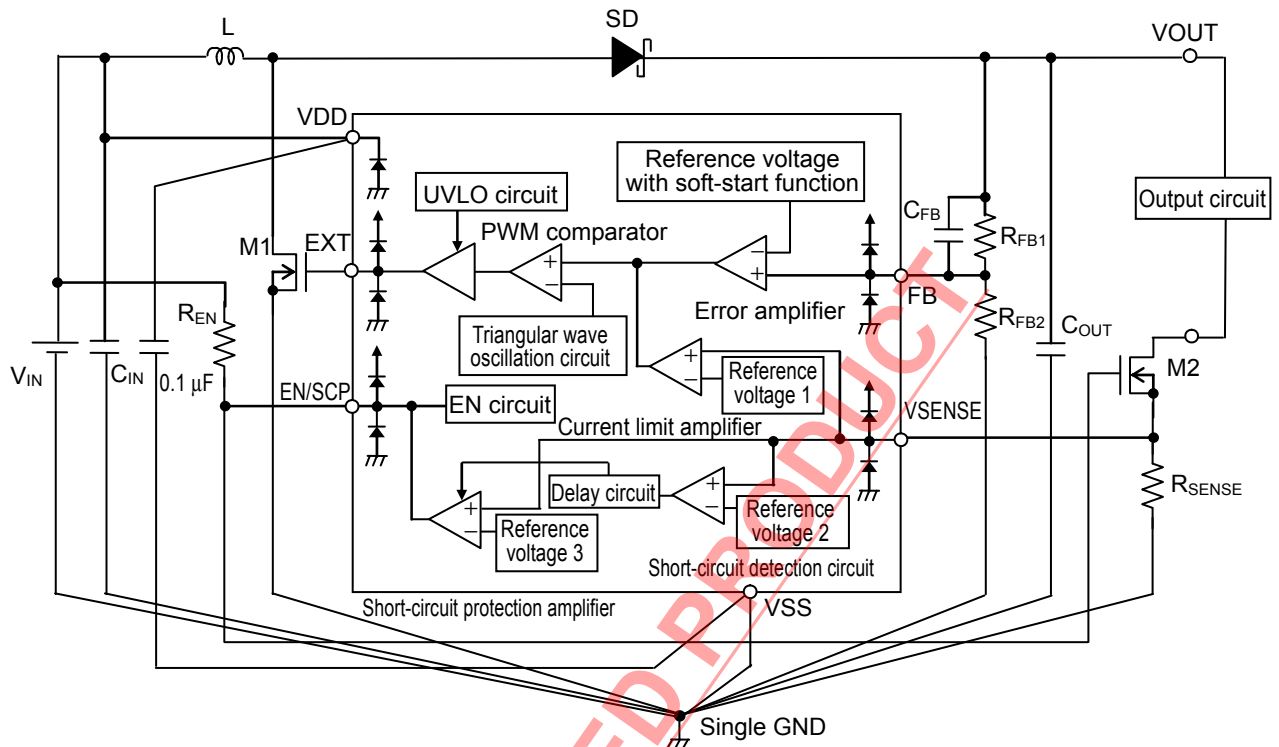 L
SD
VOUT
VDD
Reference voltage
with soft-start function
UVLO circuit
CFB
Output circuit
M1
EXT
PWM comparator
RFB1
FB
REN
Error amplifier
RFB2
COUT
Triangular wave
oscillation circuit
VIN
CIN
0.1 µF
Reference
voltage 1
M2
EN/SCP
EN circuit
VSENSE
Current limit amplifier
Delay circuit
RSENSE
Reference
voltage 3
Reference
voltage 2
Short-circuit detection circuit
Short-circuit protection amplifier
VSS
Single GND
+
−
+
−
+
−
+
−
+
−
ED PRODUCT